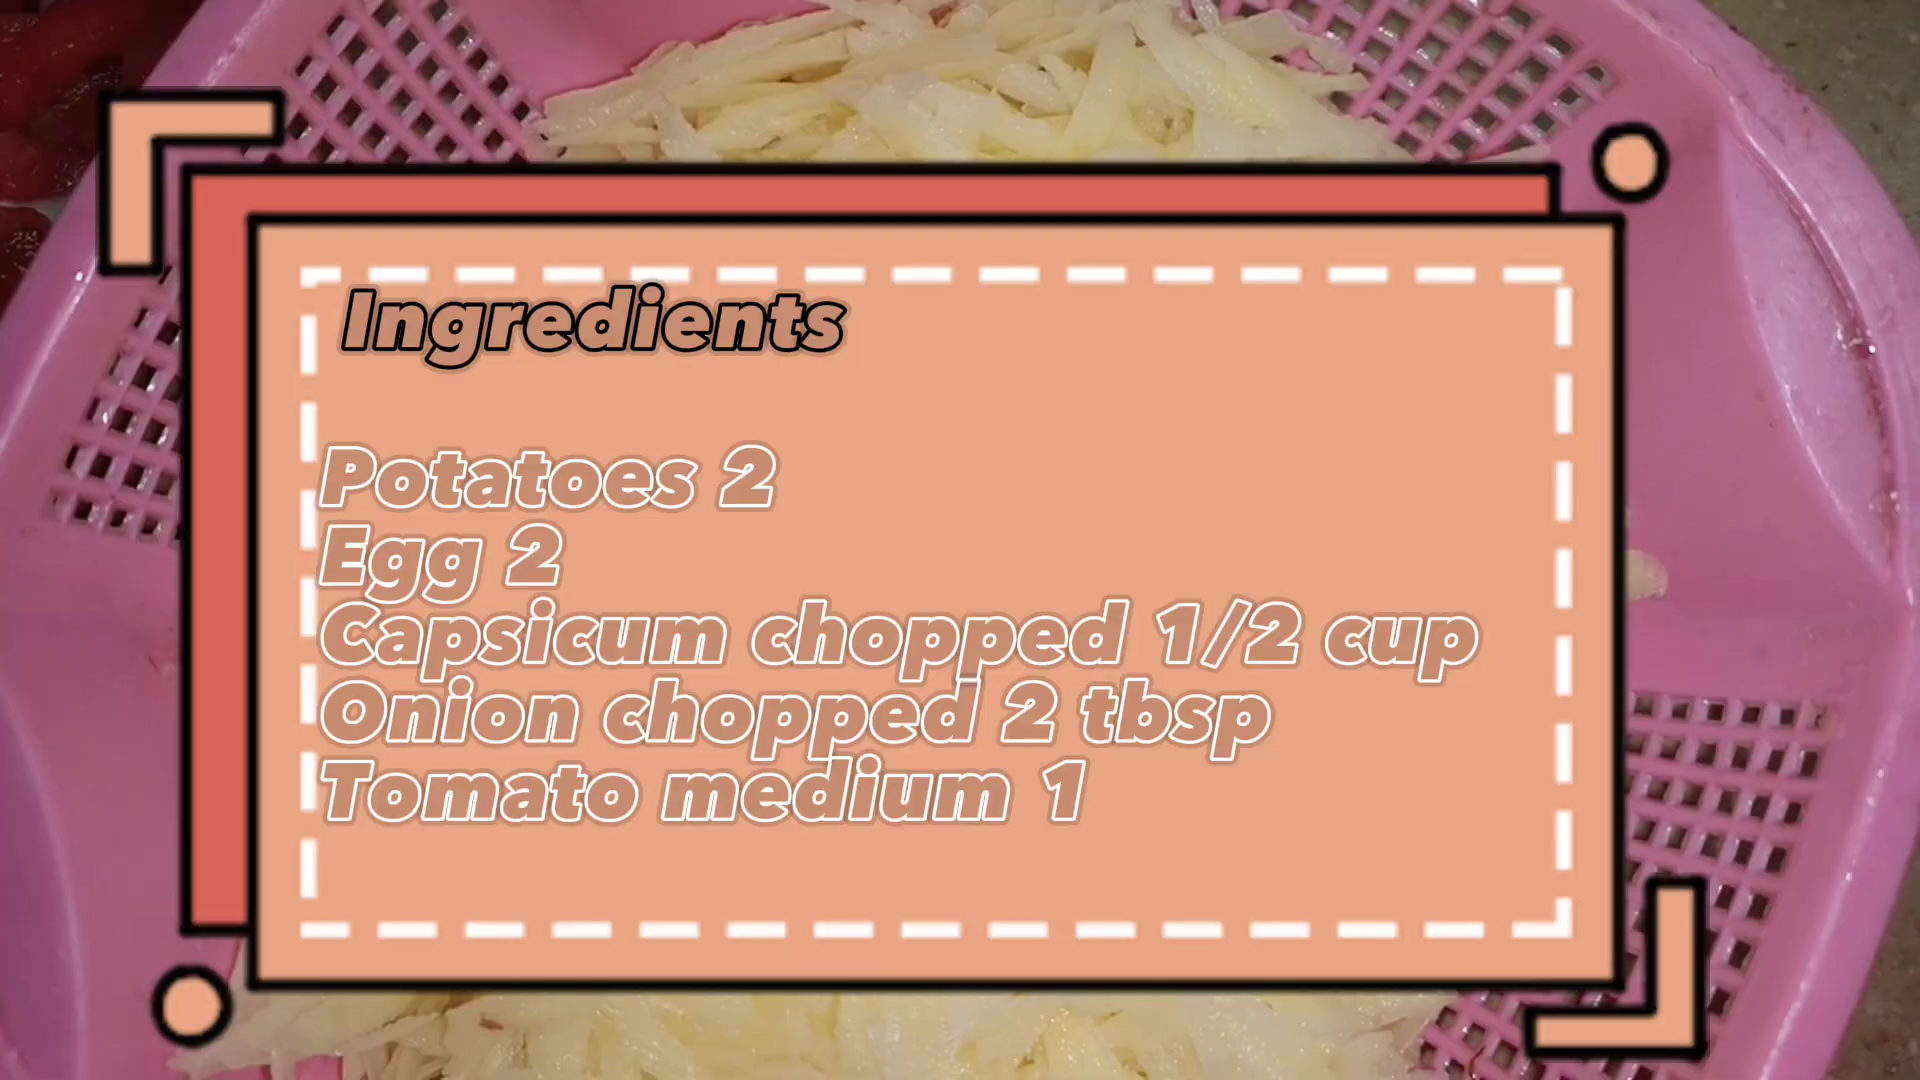 Ingredients
Potatoes 2
Egg 2
Capsicum chopped 1/2 cup
Onion chopped 2 tbsp
Tomato medium 1